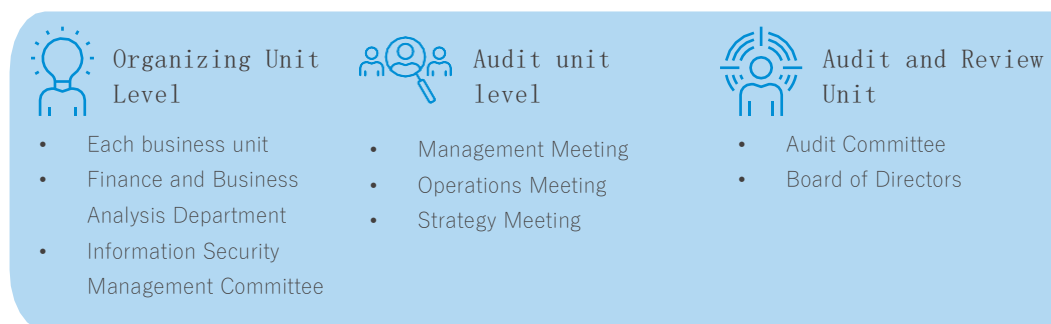 Organizing Unit
Level
• Each business unit
• Finance and Business
Analysis Department
• Information Security
Management Committee
Audit unit
level
• Management Meeting
• Operations Meeting
• Strategy Meeting
Audit and Review
Unit
• Audit Committee
• Board of Directors